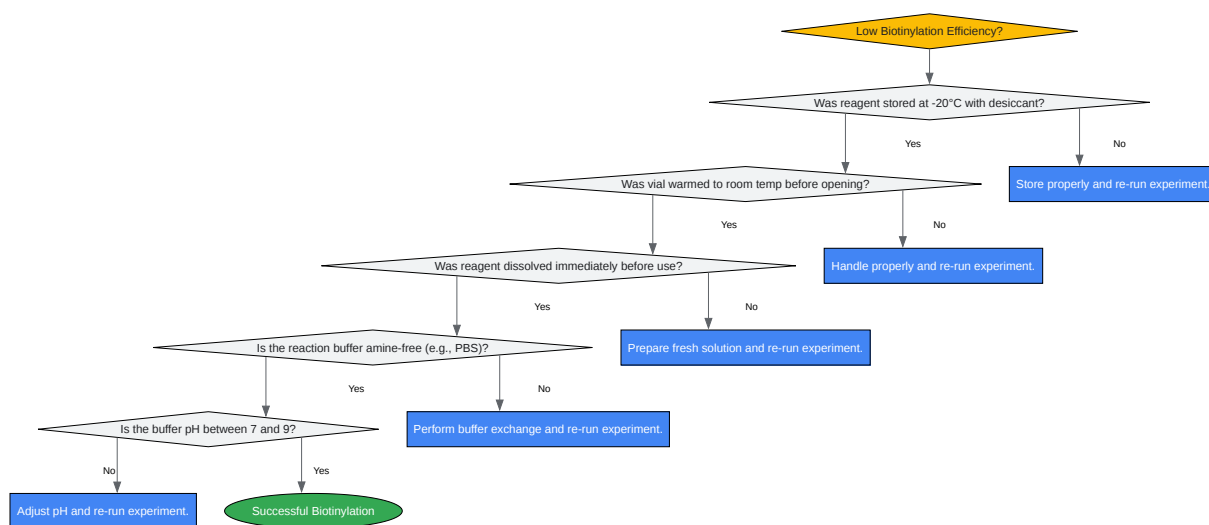 Low Biotinylation Efficiency?
Was reagent stored at -20°C with desiccant?
Yes
No
Was vial warmed to room temp before opening?
Store properly and re-run experiment.
Yes
No
Was reagent dissolved immediately before use?
Handle properly and re-run experiment.
Yes
No
Is the reaction buffer amine-free (e.g., PBS)?
Prepare fresh solution and re-run experiment.
Yes
No
Is the buffer pH between 7 and 9?
Perform buffer exchange and re-run experiment.
No
Yes
Adjust pH and re-run experiment.
Successful Biotinylation